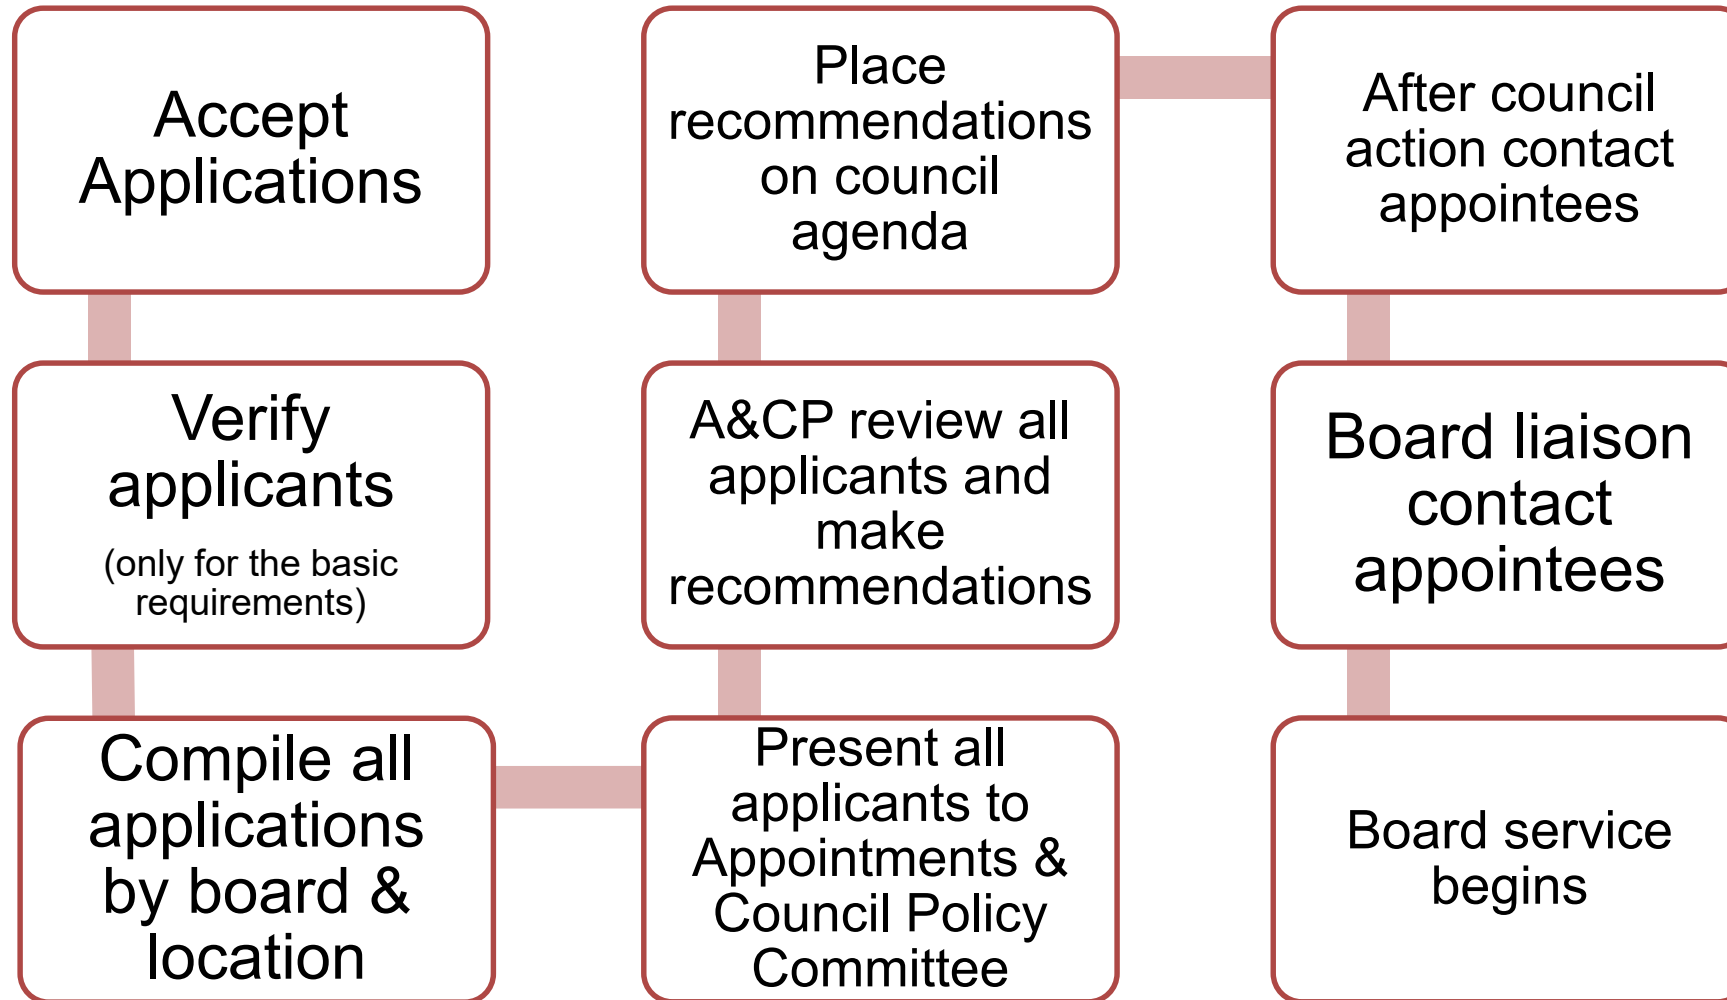 Accept
Applications
Verify
applicants
(only for the basic
requirements)
Compile all
applications
by board &
location
Present all
applicants to
Appointments &
Council Policy
Committee
A&CP review all
applicants and
make
recommendations
Place
recommendations
on council
agenda
After council
action contact
appointees
Board liaison
contact
appointees
Board service
begins